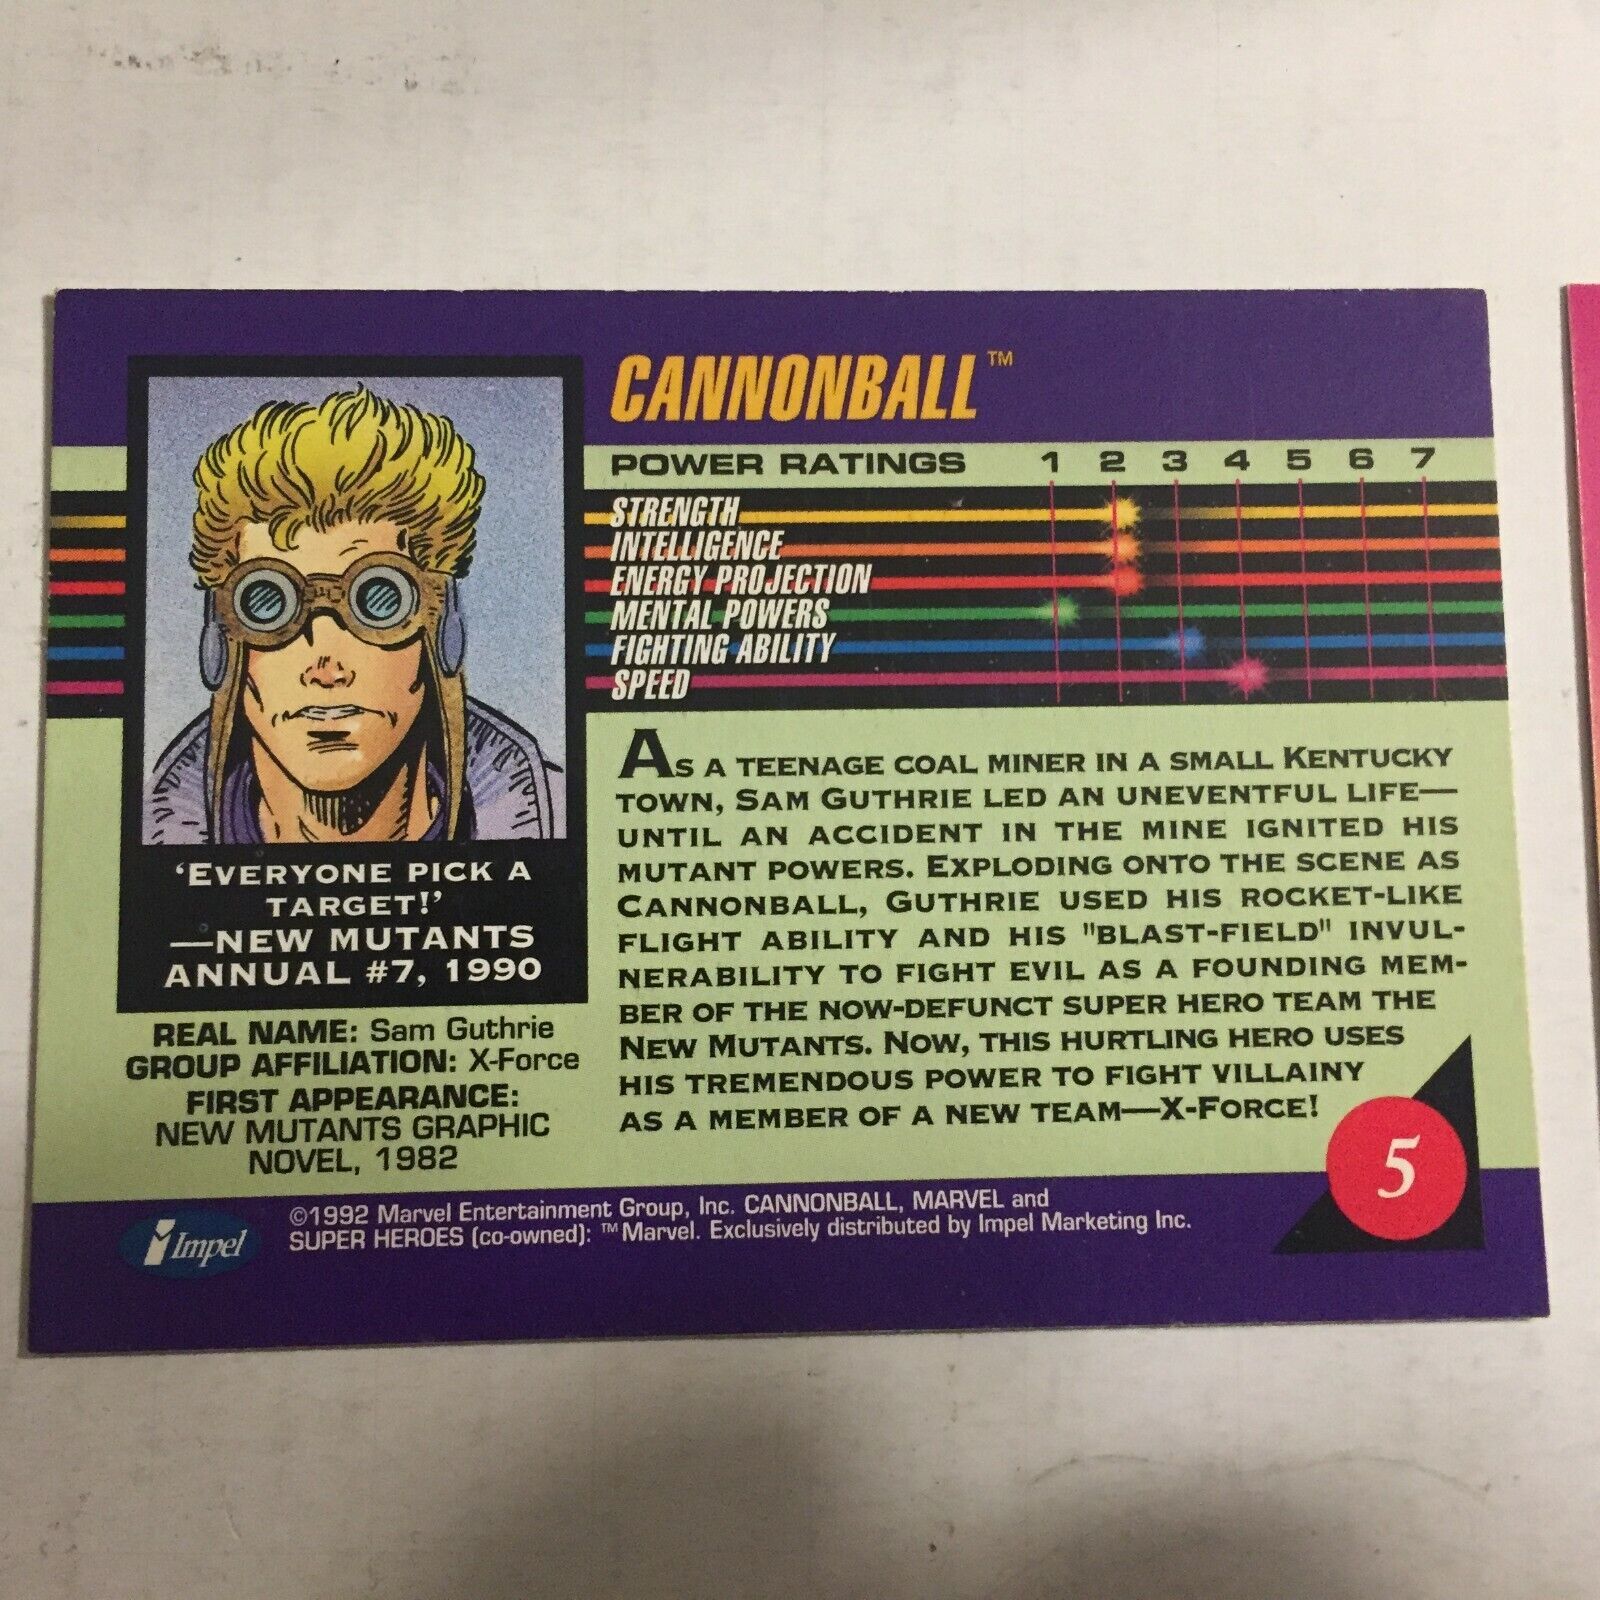 CANNONBALL™
POWER RATINGS 1 2 3 4 5 6 7
STRENGTH
INTELLIGENCE
ENERGY PROJECTION
MENTAL POWERS
FIGHTING ABILITY
SPEED
'EVERYONE PICK A
TARGET!'
—NEW MUTANTS
ANNUAL #7, 1990
REAL NAME: Sam Guthrie
GROUP AFFILIATION: X-Force
FIRST APPEARANCE:
NEW MUTANTS GRAPHIC
NOVEL, 1982
AS A TEENAGE COAL MINER IN A SMALL KENTUCKY
TOWN, SAM GUTHRIE LED AN UNEVENTFUL LIFE—
UNTIL AN ACCIDENT IN THE MINE IGNITED HIS
MUTANT POWERS. EXPLODING ONTO THE SCENE AS
CANNONBALL, GUTHRIE USED HIS ROCKET-LIKE
FLIGHT ABILITY AND HIS "BLAST-FIELD" INVUL-
NERABILITY TO FIGHT EVIL AS A FOUNDING MEM-
BER OF THE NOW-DEFUNCT SUPER HERO TEAM THE
NEW MUTANTS. NOW, THIS HURTLING HERO USES
HIS TREMENDOUS POWER TO FIGHT VILLAINY
AS A MEMBER OF A NEW TEAM—X-FORCE!
5
i Impel
©1992 Marvel Entertainment Group, Inc. CANNONBALL, MARVEL and
SUPER HEROES (co-owned): ™Marvel. Exclusively distributed by Impel Marketing Inc.